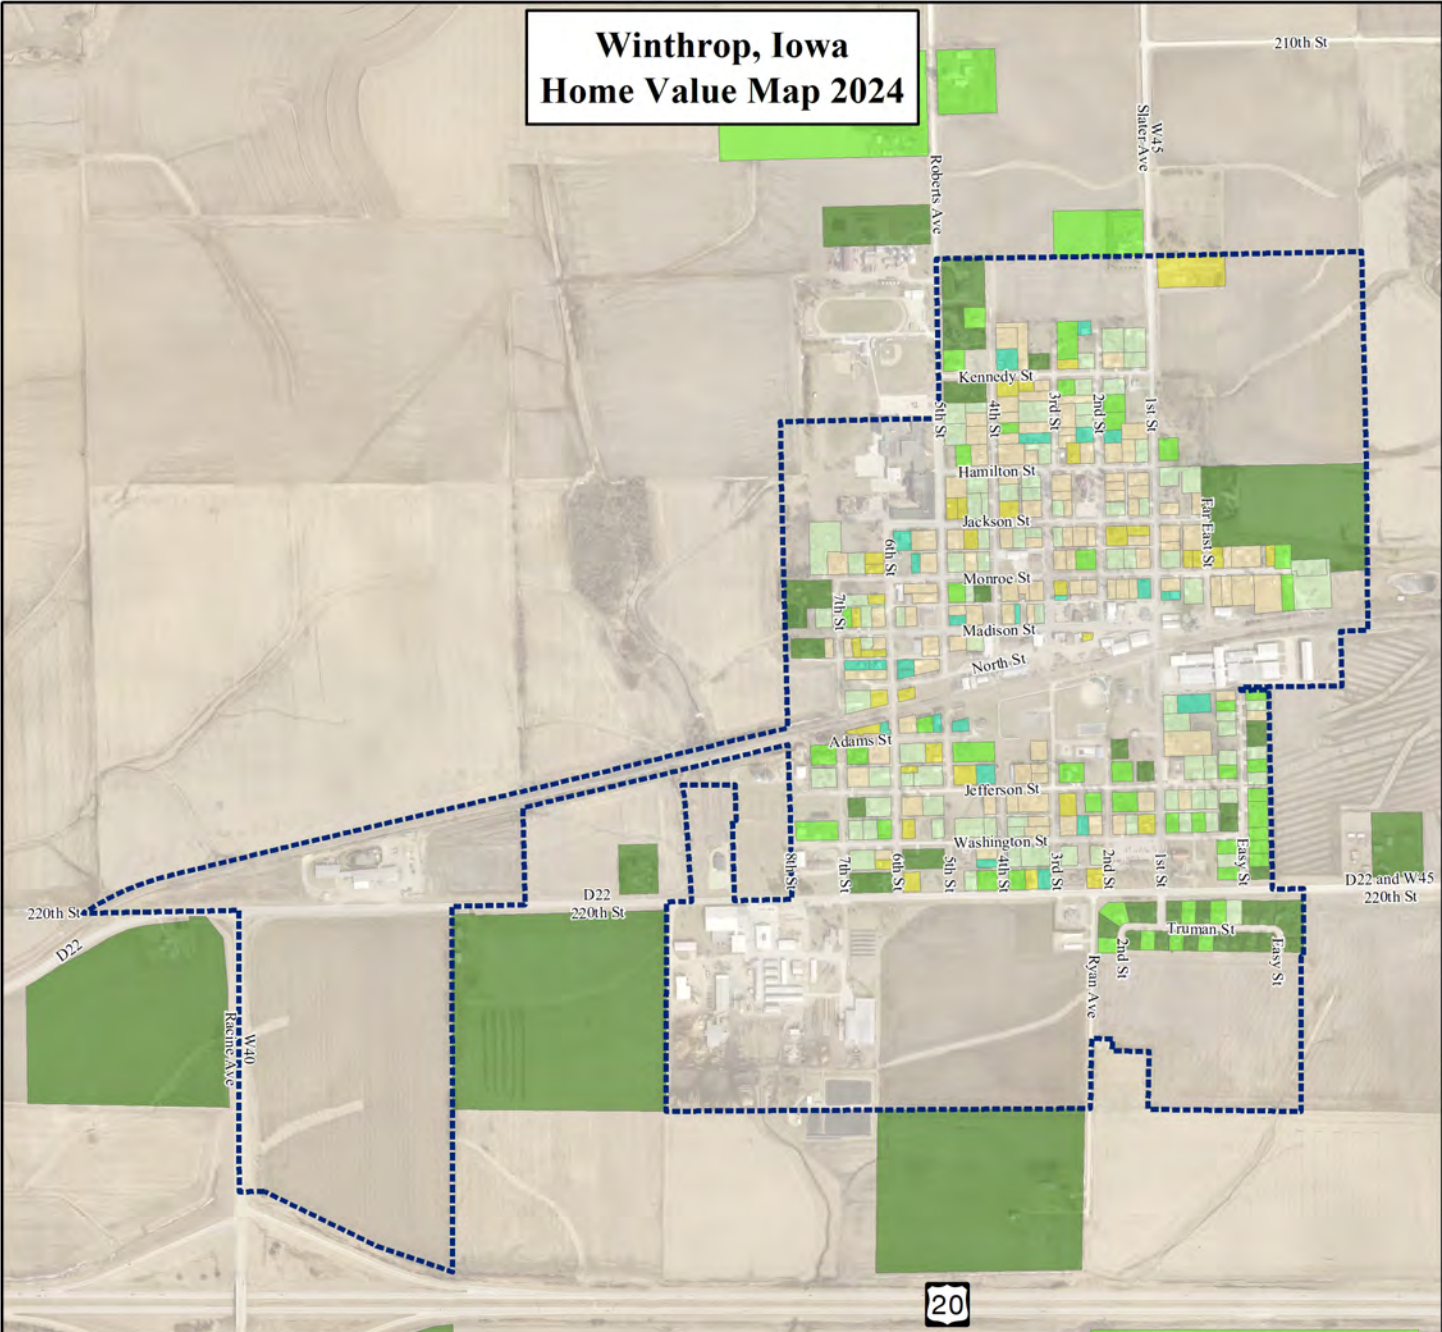 Winthrop, Iowa
Home Value Map 2024
210th St
W45
Slater Ave
Roberts Ave
Kennedy St
5th St
4th St
3rd St
2nd St
1st St
Hamilton St
Jackson St
Far East St
6th St
Monroe St
7th St
Madison St
North St
Adams St
Jefferson St
Washington St
8th St
7th St
6th St
5th St
4th St
3rd St
2nd St
1st St
Easy St
D22
220th St
D22 and W45
220th St
220th St
D22
Truman St
2nd St
Easy St
Ryan Ave
W40
Racine Ave
20